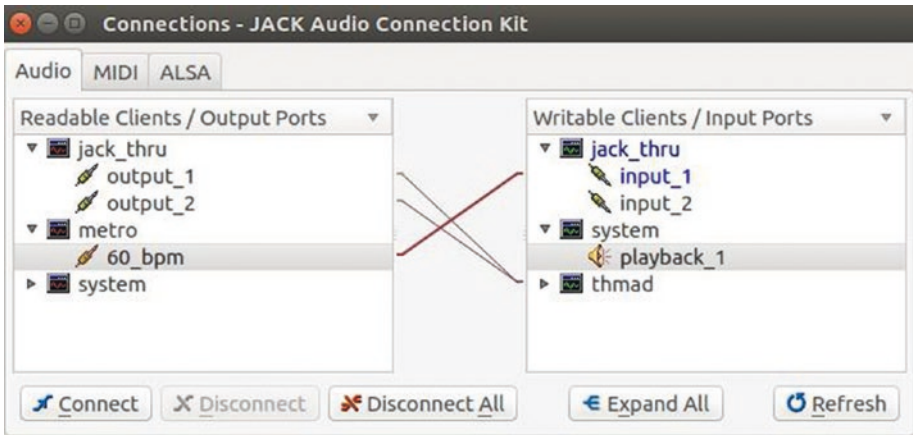 Connections - JACK Audio Connection Kit
Audio MIDI ALSA
Readable Clients / Output Ports
jack_thru
output_1
output_2
metro
60_bpm
system
Writable Clients / Input Ports
jack_thru
input_1
input_2
system
playback_1
thmad
Connect Disconnect Disconnect All Expand All Refresh